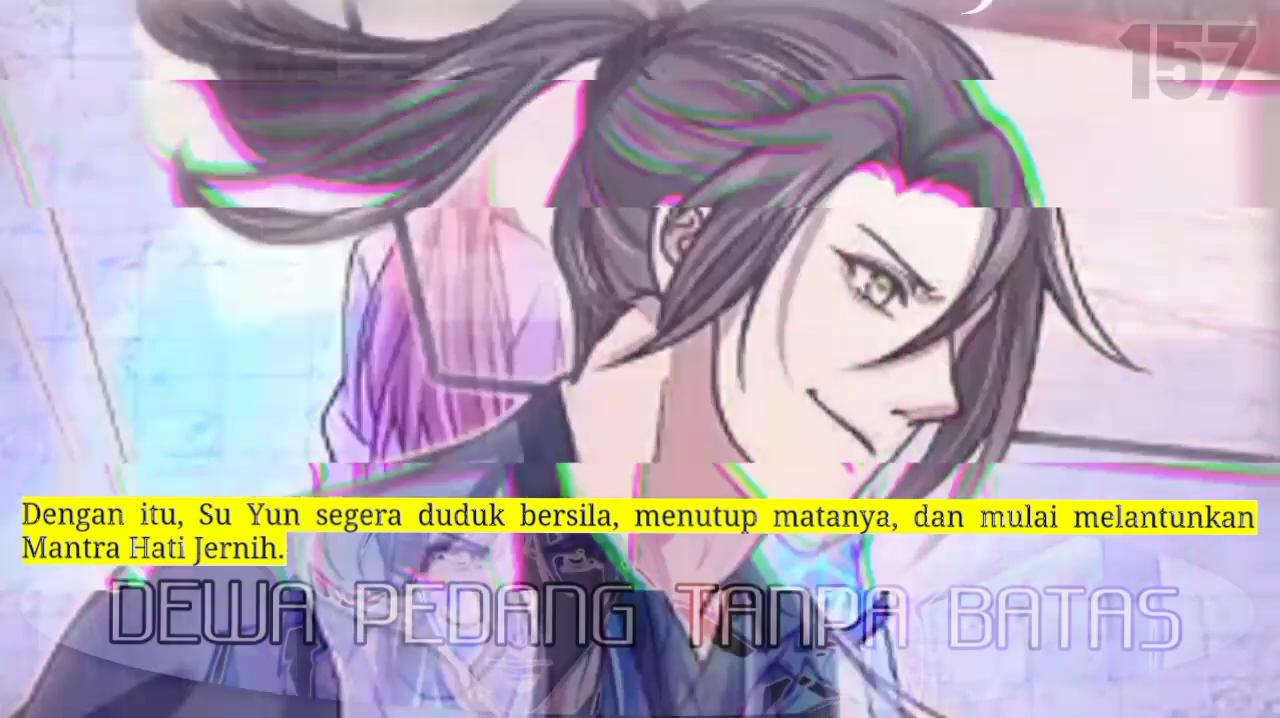 157
Dengan itu, Su Yun segera duduk bersila, menutup matanya, dan mulai melantunkan
Mantra Hati Jernih.
DEWA PEDANG TANPA BATAS